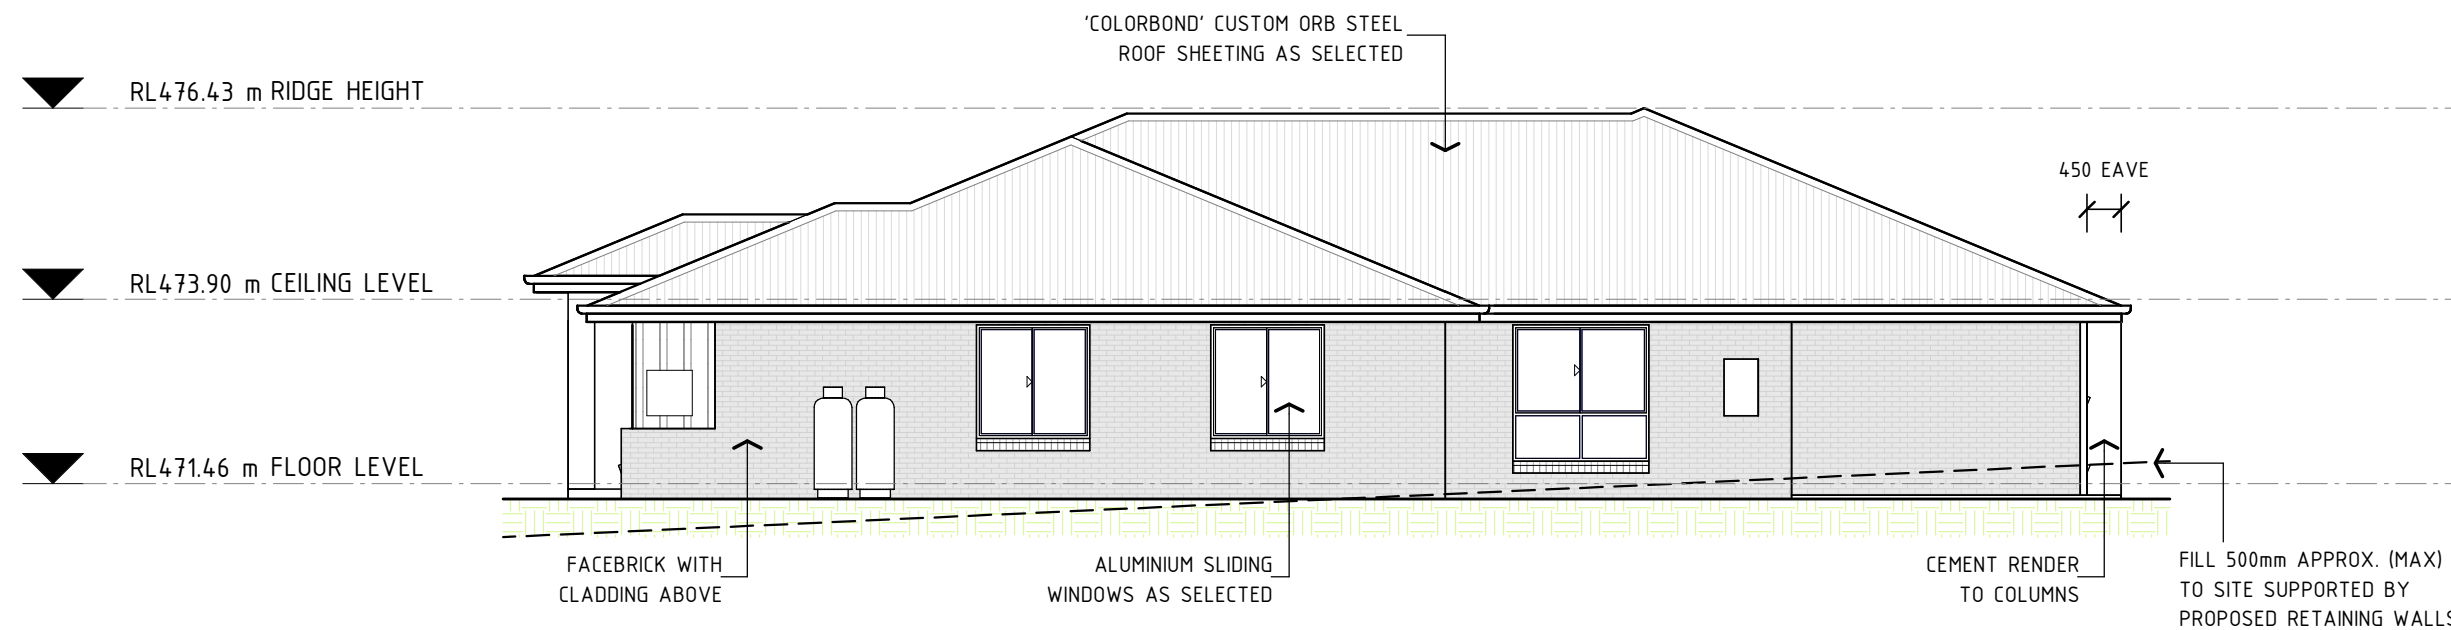 'COLORBOND' CUSTOM ORB STEEL
ROOF SHEETING AS SELECTED
RL476.43 m RIDGE HEIGHT
450 EAVE
RL473.90 m CEILING LEVEL
RL471.46 m FLOOR LEVEL
FACEBRICK WITH
CLADDING ABOVE
ALUMINIUM SLIDING
WINDOWS AS SELECTED
CEMENT RENDER
TO COLUMNS
FILL 500mm APPROX. (MAX)
TO SITE SUPPORTED BY
PROPOSED RETAINING WALLS